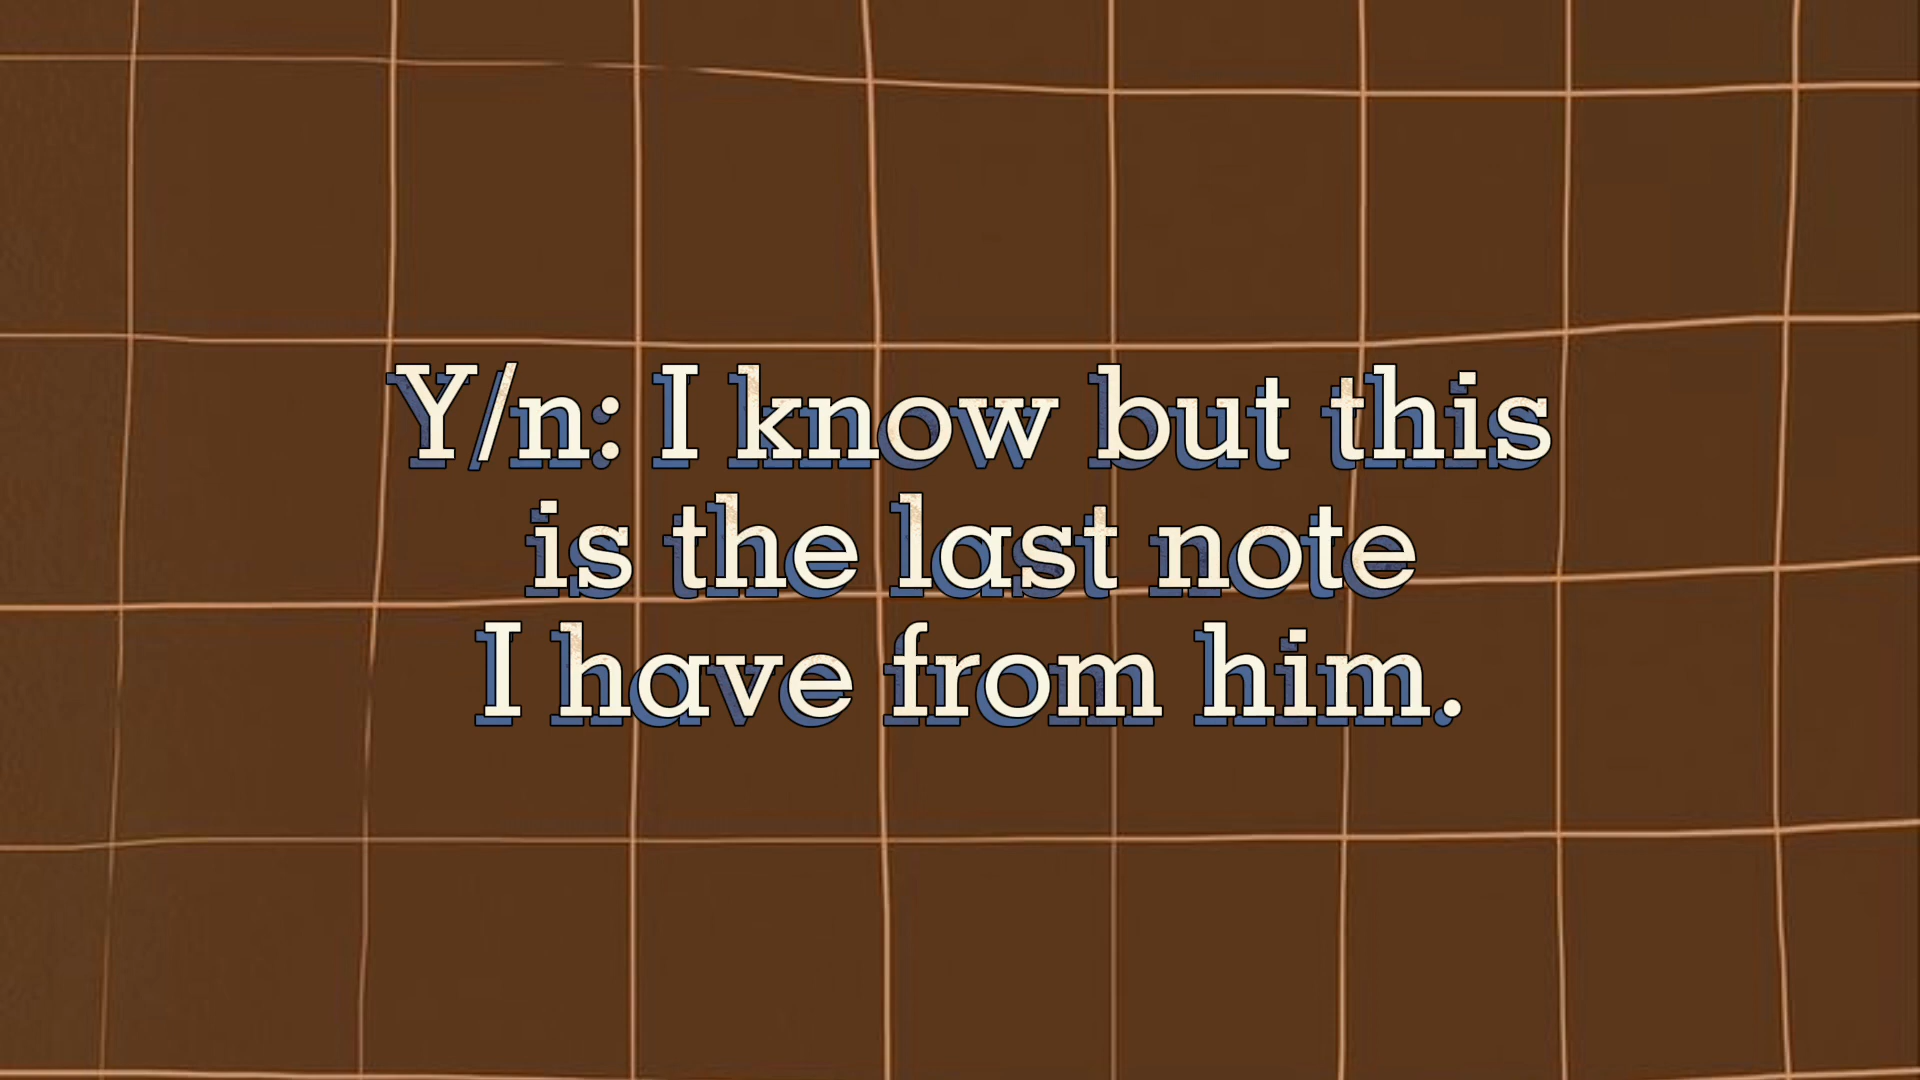 Y/n: I know but this
is the last note
I have from him.